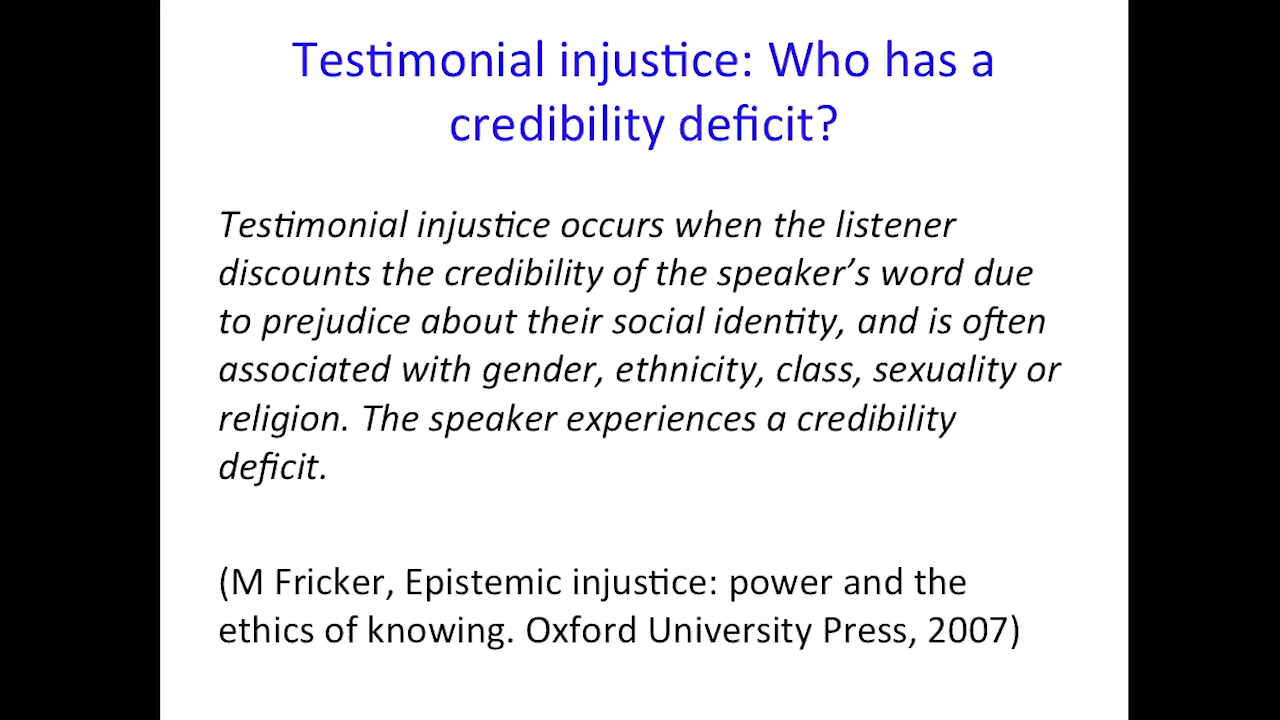 Testimonial injustice: Who has a
credibility deficit?
Testimonial injustice occurs when the listener
discounts the credibility of the speaker’s word due
to prejudice about their social identity, and is often
associated with gender, ethnicity, class, sexuality or
religion. The speaker experiences a credibility
deficit.
(M Fricker, Epistemic injustice: power and the
ethics of knowing. Oxford University Press, 2007)